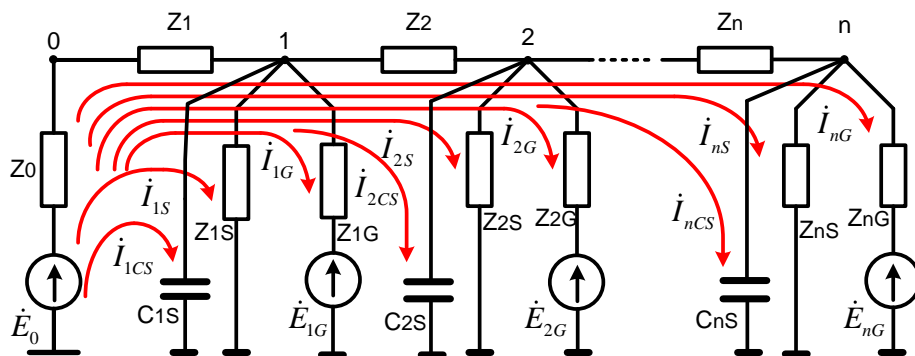 Z1
Z2
Zn
0
1
2
n
Z0
İ1S
İ1G
İ2S
İ2CS
İ2G
İnS
İnCS
İnG
İ1CS
Z1S
Z1G
Z2S
Z2G
ZnS
ZnG
Ė0
C1S
Ė1G
C2S
Ė2G
CnS
ĖnG